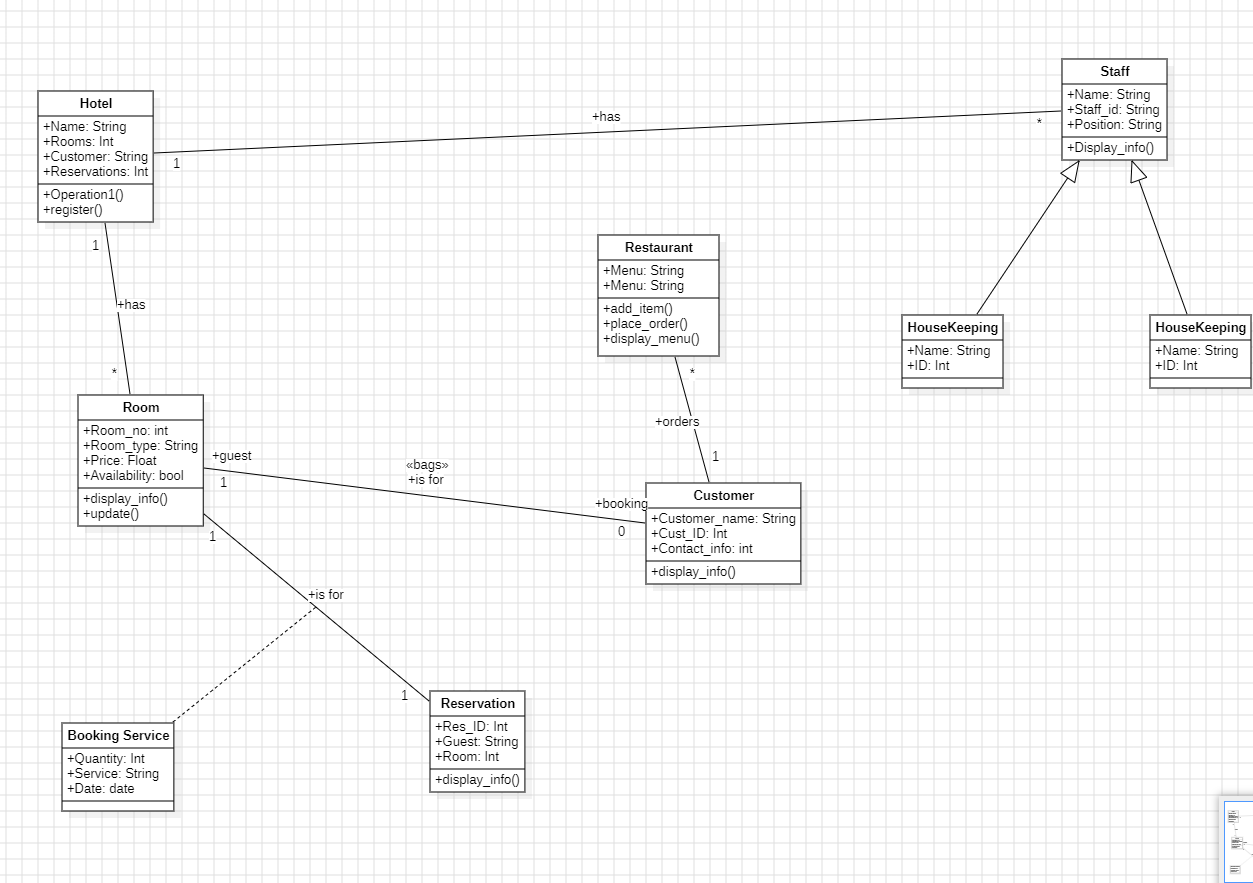 Hotel
+Name: String
+Rooms: Int
+Customer: String
+Reservations: Int
+Operation1()
+register()
1
+has
*
Staff
+Name: String
+Staff_id: String
+Position: String
+Display_info()
1
+has
*
Restaurant
+Menu: String
+Menu: String
+add_item()
+place_order()
+display_menu()
*
+orders
1
HouseKeeping
+Name: String
+ID: Int
HouseKeeping
+Name: String
+ID: Int
Room
+Room_no: int
+Room_type: String
+Price: Float
+Availability: bool
+display_info()
+update()
+guest
1
«bags»
+is for
+booking
0
Customer
+Customer_name: String
+Cust_ID: Int
+Contact_info: int
+display_info()
1
+is for
1
Booking Service
+Quantity: Int
+Service: String
+Date: date
Reservation
+Res_ID: Int
+Guest: String
+Room: Int
+display_info()